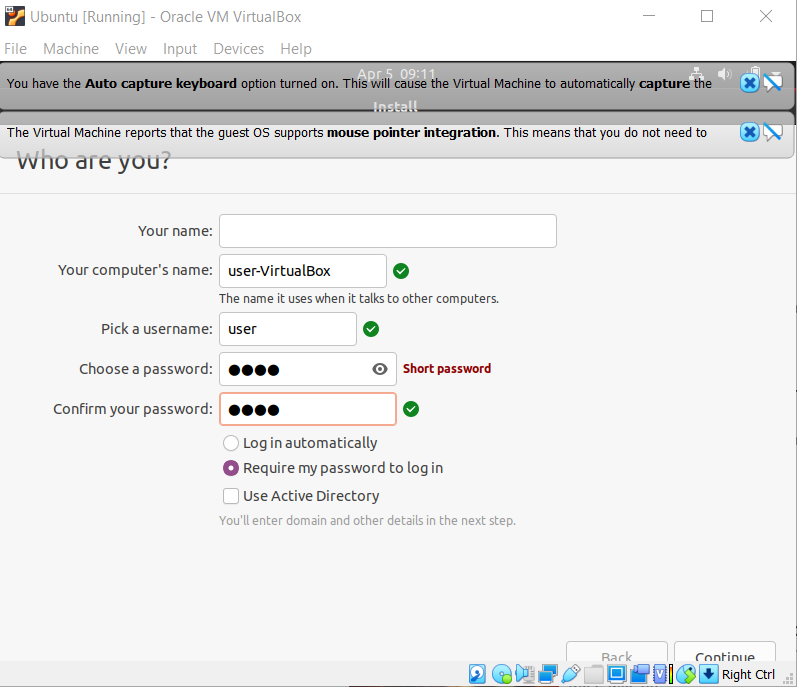 Ubuntu [Running] - Oracle VM VirtualBox
File Machine View Input Devices Help
Apr 5 09:11
You have the Auto capture keyboard option turned on. This will cause the Virtual Machine to automatically capture the
Install
The Virtual Machine reports that the guest OS supports mouse pointer integration. This means that you do not need to
Who are you?
Your name:
Your computer's name: user-VirtualBox
The name it uses when it talks to other computers.
Pick a username: user
Choose a password: ●●●● Short password
Confirm your password: ●●●●
Log in automatically
Require my password to log in
Use Active Directory
You'll enter domain and other details in the next step.
Back Continue
Right Ctrl